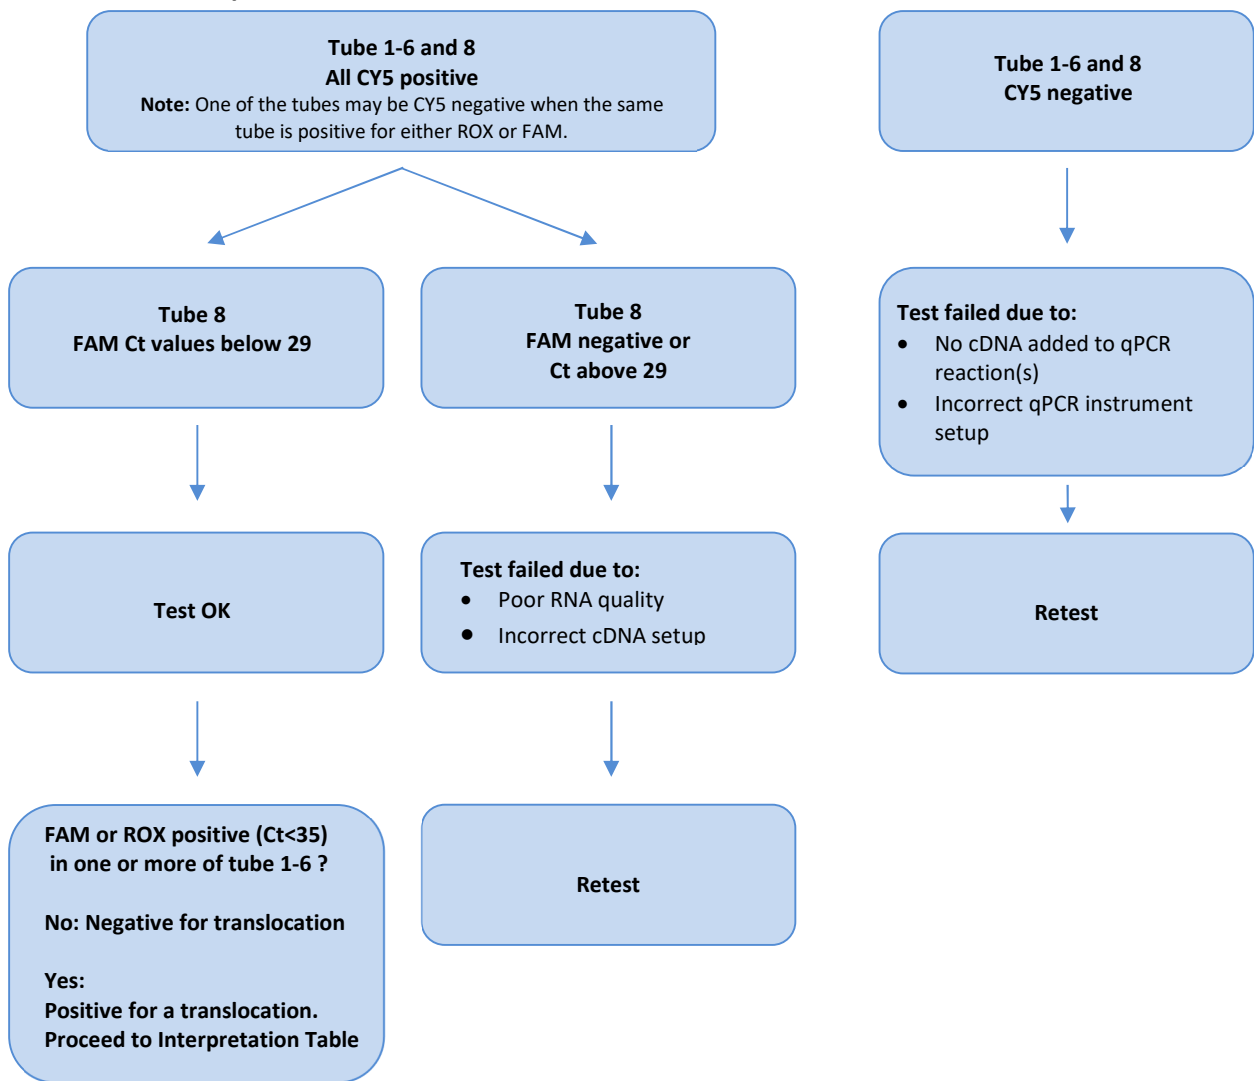 Tube 1-6 and 8
All CY5 positive
Note: One of the tubes may be CY5 negative when the same
tube is positive for either ROX or FAM.
Tube 1-6 and 8
CY5 negative
Tube 8
FAM Ct values below 29
Tube 8
FAM negative or
Ct above 29
Test failed due to:
• No cDNA added to qPCR
reaction(s)
• Incorrect qPCR instrument
setup
Test OK
Test failed due to:
• Poor RNA quality
• Incorrect cDNA setup
Retest
FAM or ROX positive (Ct<35)
in one or more of tube 1-6 ?
No: Negative for translocation
Yes:
Positive for a translocation.
Proceed to Interpretation Table
Retest